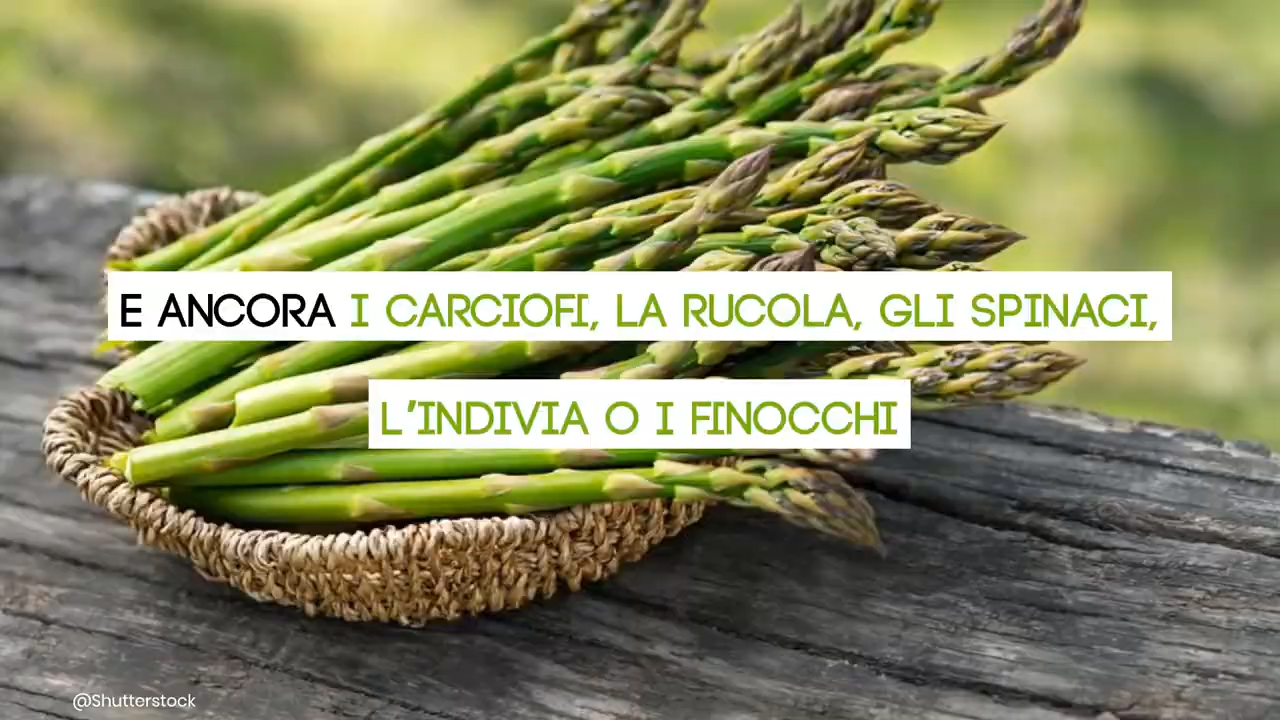 E ANCORA I CARCIOFI, LA RUCOLA, GLI SPINACI,
L'INDIVIA O I FINOCCHI
@Shutterstock